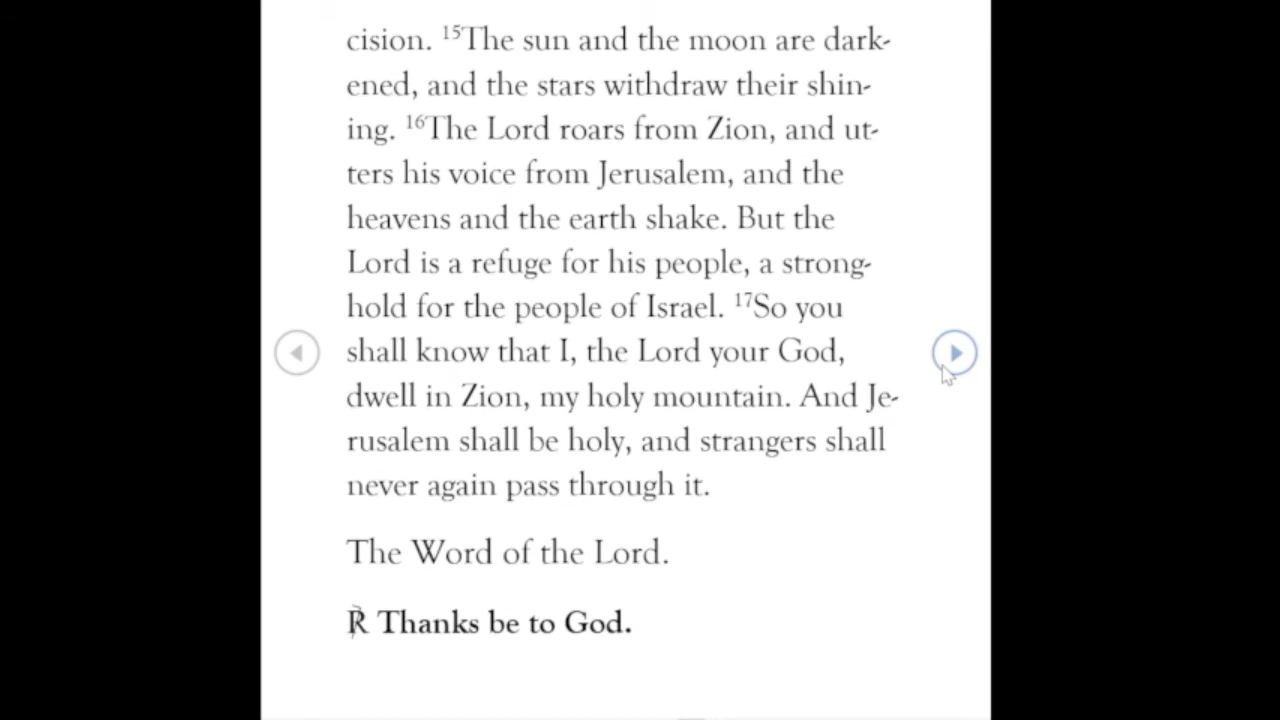 cision. ¹⁵The sun and the moon are dark-
ened, and the stars withdraw their shin-
ing. ¹⁶The Lord roars from Zion, and ut-
ters his voice from Jerusalem, and the
heavens and the earth shake. But the
Lord is a refuge for his people, a strong-
hold for the people of Israel. ¹⁷So you
shall know that I, the Lord your God,
dwell in Zion, my holy mountain. And Je-
rusalem shall be holy, and strangers shall
never again pass through it.
The Word of the Lord.
℟ Thanks be to God.